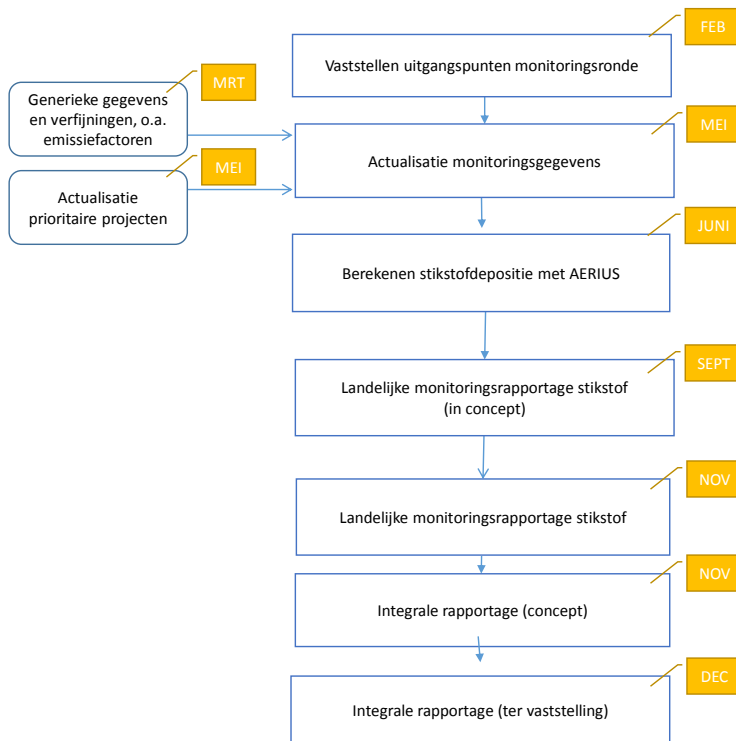 FEB
Vaststellen uitgangspunten monitoringsronde
MRT
Generieke gegevens
en verfijningen, o.a.
emissiefactoren
MEI
Actualisatie monitoringsgegevens
MEI
Actualisatie
prioritaire projecten
JUNI
Berekenen stikstofdepositie met AERIUS
SEPT
Landelijke monitoringsrapportage stikstof
(in concept)
NOV
Landelijke monitoringsrapportage stikstof
NOV
Integrale rapportage (concept)
DEC
Integrale rapportage (ter vaststelling)